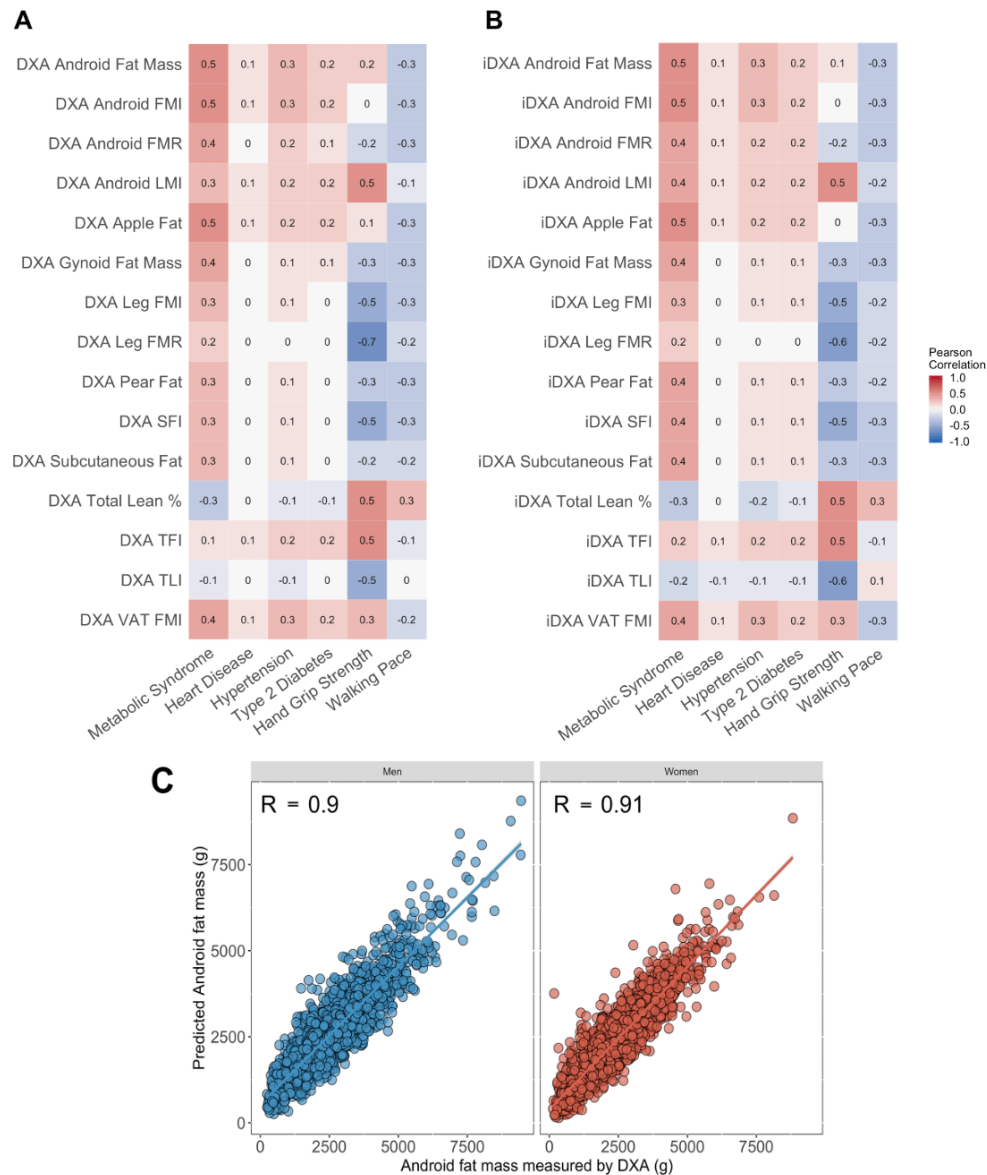 A
DXA Android Fat Mass 0.5 0.1 0.3 0.2 0.2 -0.3
DXA Android FMI 0.5 0.1 0.3 0.2 0 -0.3
DXA Android FMR 0.4 0 0.2 0.1 -0.2 -0.3
DXA Android LMI 0.3 0.1 0.2 0.2 0.5 -0.1
DXA Apple Fat 0.5 0.1 0.2 0.2 0.1 -0.3
DXA Gynoid Fat Mass 0.4 0 0.1 0.1 -0.3 -0.3
DXA Leg FMI 0.3 0 0.1 0 -0.5 -0.3
DXA Leg FMR 0.2 0 0 0 -0.7 -0.2
DXA Pear Fat 0.3 0 0.1 0 -0.3 -0.3
DXA SFI 0.3 0 0.1 0 -0.5 -0.3
DXA Subcutaneous Fat 0.3 0 0.1 0 -0.2 -0.2
DXA Total Lean % -0.3 0 -0.1 -0.1 0.5 0.3
DXA TFI 0.1 0.1 0.2 0.2 0.5 -0.1
DXA TLI -0.1 0 -0.1 0 -0.5 0
DXA VAT FMI 0.4 0.1 0.3 0.2 0.3 -0.2
Metabolic Syndrome
Heart Disease
Hypertension
Type 2 Diabetes
Hand Grip Strength
Walking Pace
B
iDXA Android Fat Mass 0.5 0.1 0.3 0.2 0.1 -0.3
iDXA Android FMI 0.5 0.1 0.3 0.2 0 -0.3
iDXA Android FMR 0.4 0.1 0.2 0.2 -0.2 -0.3
iDXA Android LMI 0.4 0.1 0.2 0.2 0.5 -0.2
iDXA Apple Fat 0.5 0.1 0.2 0.2 0 -0.3
iDXA Gynoid Fat Mass 0.4 0 0.1 0.1 -0.3 -0.3
iDXA Leg FMI 0.3 0 0.1 0.1 -0.5 -0.2
iDXA Leg FMR 0.2 0 0 0 -0.6 -0.2
iDXA Pear Fat 0.4 0 0.1 0.1 -0.3 -0.2
iDXA SFI 0.4 0 0.1 0.1 -0.5 -0.3
iDXA Subcutaneous Fat 0.4 0 0.1 0.1 -0.3 -0.3
iDXA Total Lean % -0.3 0 -0.2 -0.1 0.5 0.3
iDXA TFI 0.2 0.1 0.2 0.2 0.5 -0.1
iDXA TLI -0.2 -0.1 -0.1 -0.1 -0.6 0.1
iDXA VAT FMI 0.4 0.1 0.3 0.2 0.3 -0.3
Metabolic Syndrome
Heart Disease
Hypertension
Type 2 Diabetes
Hand Grip Strength
Walking Pace
Pearson
Correlation
1.0
0.5
0.0
-0.5
-1.0
C
Men
Women
R = 0.9
R = 0.91
Predicted Android fat mass (g)
7500
5000
2500
0
0 2500 5000 7500
0 2500 5000 7500
Android fat mass measured by DXA (g)